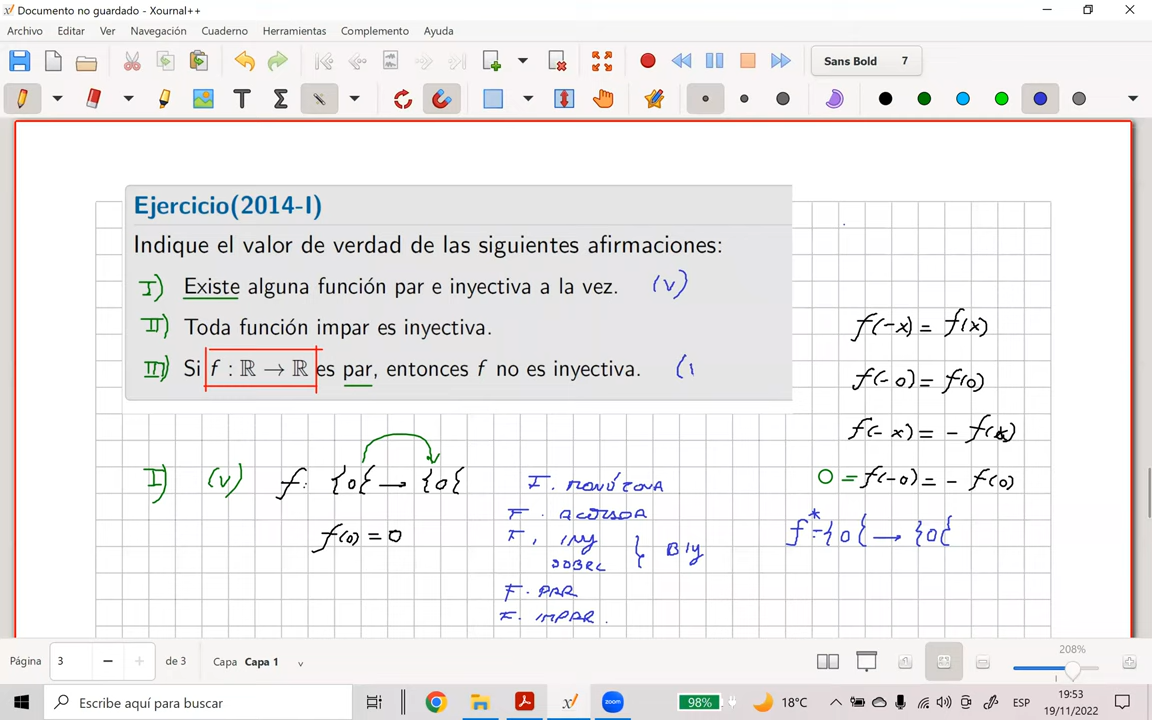 Documento no guardado - Xournal++
Archivo Editar Ver Navegación Cuaderno Herramientas Complemento Ayuda
Sans Bold 7
Ejercicio(2014-I)
Indique el valor de verdad de las siguientes afirmaciones:
I) Existe alguna función par e inyectiva a la vez. (V)
II) Toda función impar es inyectiva.
III) Si f : ℝ → ℝ es par, entonces f no es inyectiva. (
f(-x) = f(x)
f(-0) = f(0)
f(-x) = - f(x)
0 = f(-0) = - f(0)
f*: {0{ → {0{
I) (V) f: {0{ → {0{
f(0) = 0
F. MONÓTONA
F. ACOTADA
F. INY
SOBRE
} BIY
F. PAR
F. IMPAR.
Página 3 de 3 Capa Capa 1 208%
Escribe aquí para buscar
zoom
98% 18°C ESP 19:53
19/11/2022